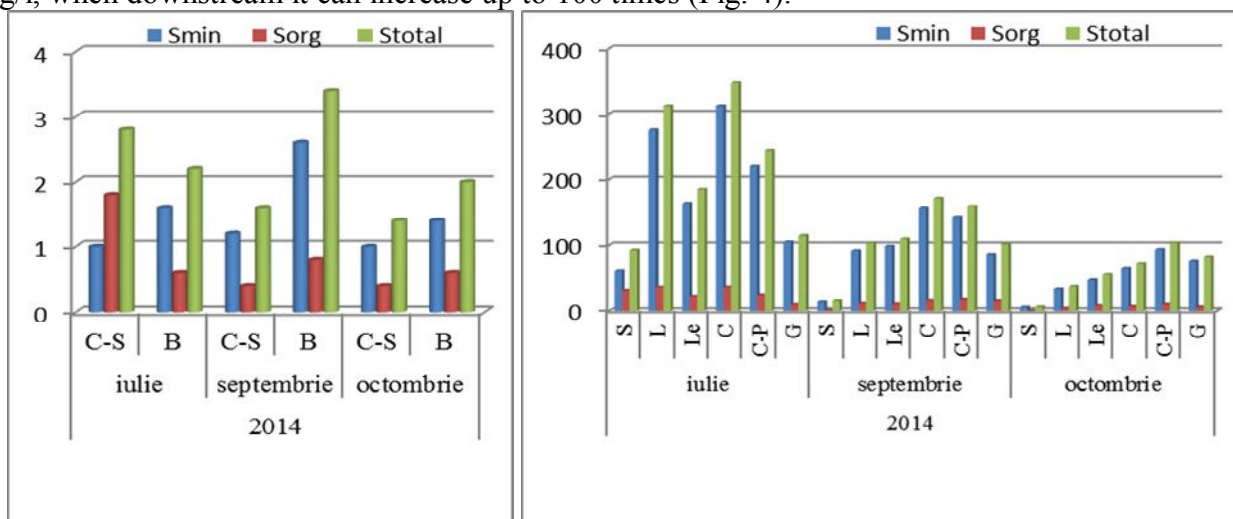 g/l, when downstream it can increase up to 100 times (Fig. 4).
Smin Sorg Stotal
4
3
2
1
0
C-S B C-S B C-S B
iulie septembrie octombrie
2014
Smin Sorg Stotal
400
300
200
100
0
S L Le C C-P G S L Le C C-P G S L Le C C-P G
iulie septembrie octombrie
2014